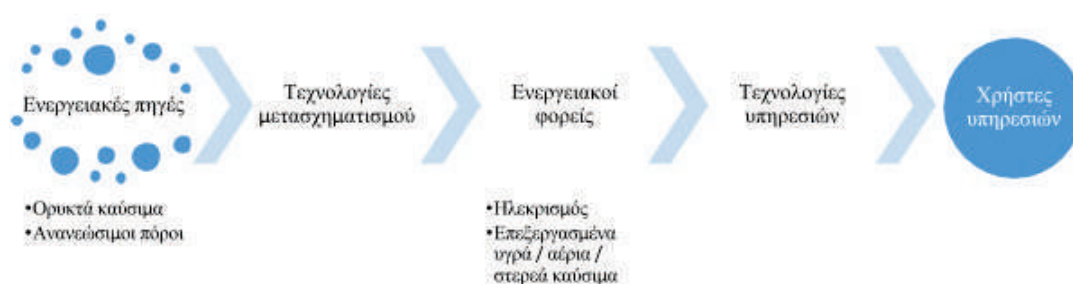 Ενεργειακές πηγές
Τεχνολογίες
μετασχηματισμού
Ενεργειακοί
φορείς
Τεχνολογίες
υπηρεσιών
Χρήστες
υπηρεσιών
•Ορυκτά καύσιμα
•Ανανεώσιμοι πόροι
•Ηλεκρισμός
•Επεξεργασμένα
υγρά / αέρια /
στερεά καύσιμα